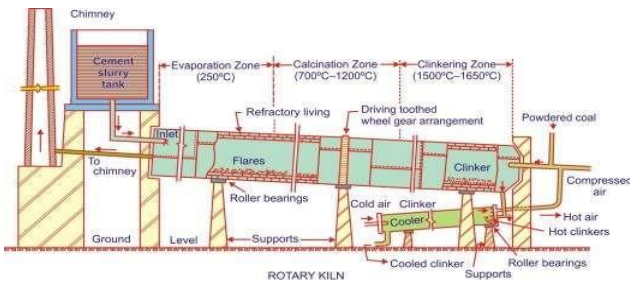 Chimney
Cement
slurry
tank
Evaporation Zone
(250°C)
Calcination Zone
(700°C–1200°C)
Clinkering Zone
(1500°C–1650°C)
Refractory living
Driving toothed
wheel gear arrangement
Powdered coal
Inlet
To
chimney
Flares
Clinker
Compressed
air
Roller bearings
Cold air
Clinker
Cooler
Hot air
Hot clinkers
Ground
Level
Supports
Cooled clinker
Supports
Roller bearings
ROTARY KILN